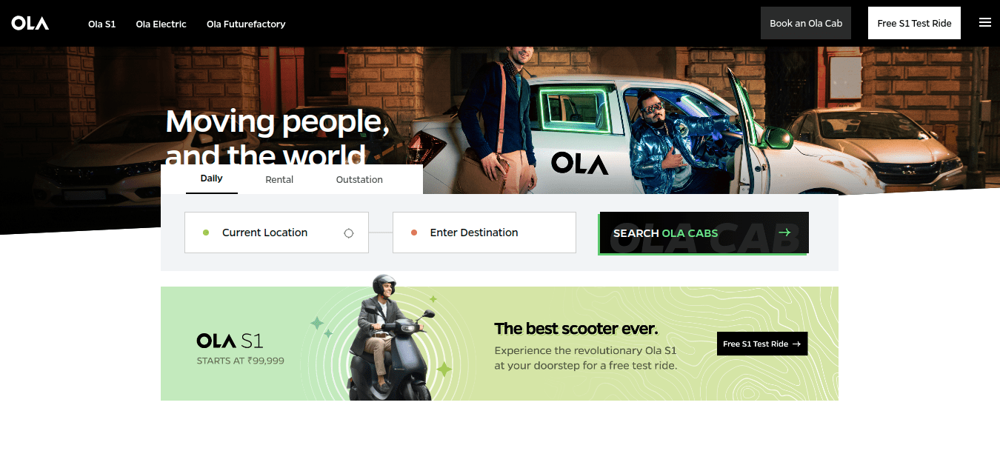 OLA
Ola S1
Ola Electric
Ola Futurefactory
Book an Ola Cab
Free S1 Test Ride
Moving people,
and the world
OLA
Daily
Rental
Outstation
Current Location
Enter Destination
OLA CAB
SEARCH OLA CABS
OLA S1
STARTS AT ₹99,999
The best scooter ever.
Experience the revolutionary Ola S1
at your doorstep for a free test ride.
Free S1 Test Ride